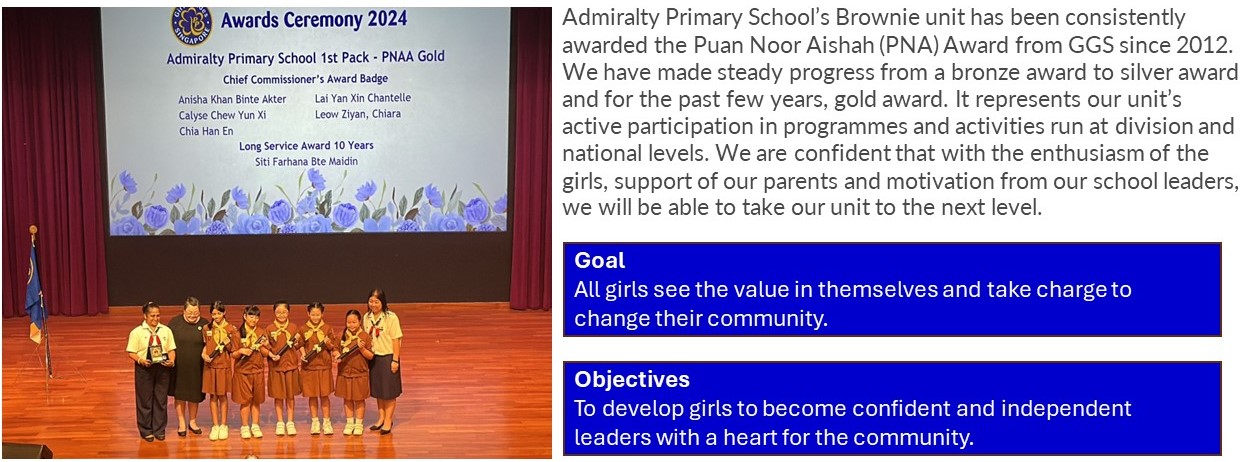 SINGAPORE
Awards Ceremony 2024
Admiralty Primary School 1st Pack - PNAA Gold
Chief Commissioner's Award Badge
Anisha Khan Binte Akter
Lai Yan Xin Chantelle
Calyse Chew Yun Xi
Leow Ziyan, Chiara
Chia Han En
Long Service Award 10 Years
Siti Farhana Bte Maidin
Admiralty Primary School’s Brownie unit has been consistently
awarded the Puan Noor Aishah (PNA) Award from GGS since 2012.
We have made steady progress from a bronze award to silver award
and for the past few years, gold award. It represents our unit’s
active participation in programmes and activities run at division and
national levels. We are confident that with the enthusiasm of the
girls, support of our parents and motivation from our school leaders,
we will be able to take our unit to the next level.
Goal
All girls see the value in themselves and take charge to
change their community.
Objectives
To develop girls to become confident and independent
leaders with a heart for the community.